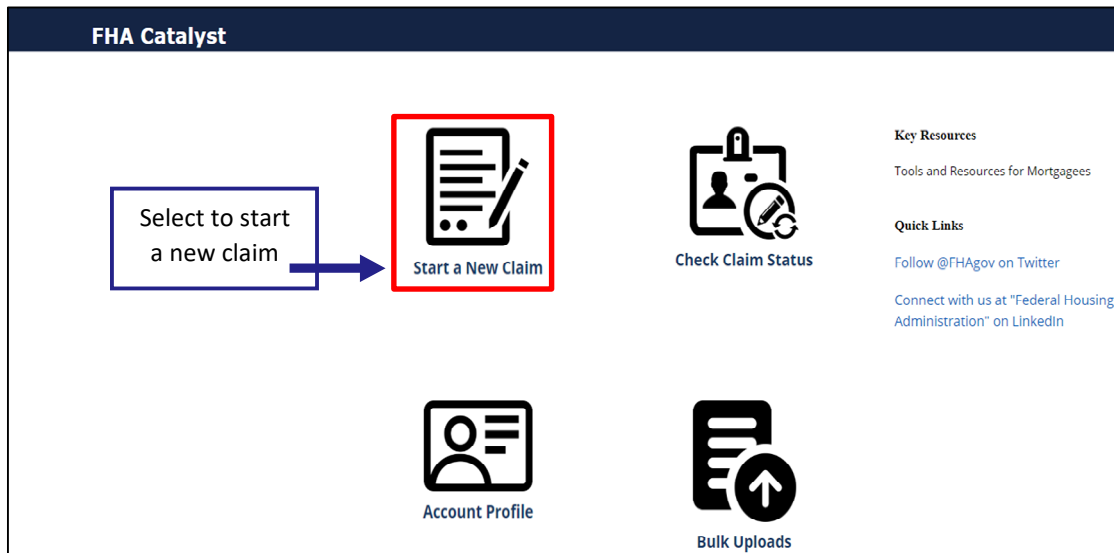 FHA Catalyst
Select to start
a new claim
Start a New Claim
Check Claim Status
Key Resources
Tools and Resources for Mortgagees
Quick Links
Follow @FHAgov on Twitter
Connect with us at "Federal Housing
Administration" on LinkedIn
Account Profile
Bulk Uploads